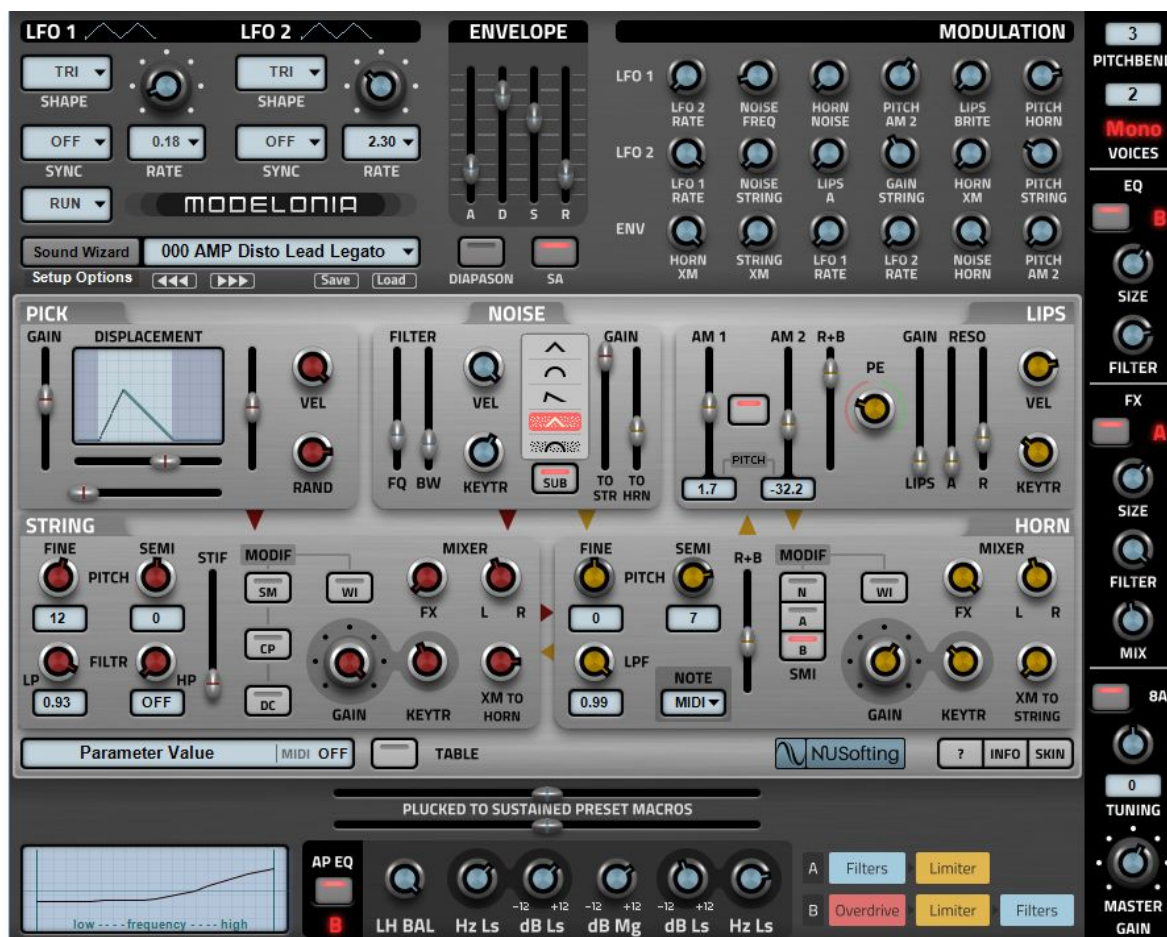 LFO 1
LFO 2
ENVELOPE
MODULATION
3
PITCHBEND
TRI
SHAPE
TRI
SHAPE
LFO 1
LFO 2 RATE
NOISE FREQ
HORN NOISE
PITCH AM 2
LIPS BRITE
PITCH HORN
2
Mono
VOICES
OFF
SYNC
0.18
RATE
OFF
SYNC
2.30
RATE
LFO 2
LFO 1 RATE
NOISE STRING
LIPS A
GAIN STRING
HORN XM
PITCH STRING
EQ
B
RUN
MODELONIA
A D S R
ENV
HORN XM
STRING XM
LFO 1 RATE
LFO 2 RATE
NOISE HORN
PITCH AM 2
SIZE
Sound Wizard
000 AMP Disto Lead Legato
Setup Options
Save
Load
DIAPASON
SA
PICK
NOISE
LIPS
GAIN
DISPLACEMENT
VEL
RAND
FILTER
FQ BW
VEL
KEYTR
SUB
GAIN
TO STR
TO HRN
AM 1
AM 2
R+B
PITCH
1.7
-32.2
PE
GAIN RESO
LIPS A R
VEL
KEYTR
FILTER
FX
A
SIZE
STRING
HORN
FINE
SEMI
STIF
PITCH
12
0
MODIF
SM
WI
CP
DC
MIXER
FX
L R
LP
FILTR
HP
0.93
OFF
GAIN
KEYTR
XM TO HORN
FINE
SEMI
R+B
PITCH
0
7
MODIF
N
A
B
SMI
WI
MIXER
FX
L R
LPF
0.99
NOTE
MIDI
GAIN
KEYTR
XM TO STRING
FILTER
MIX
8A
Parameter Value
MIDI OFF
TABLE
NUSofting
?
INFO
SKIN
0
TUNING
PLUCKED TO SUSTAINED PRESET MACROS
low - - - - frequency - - - - high
AP EQ
B
LH BAL
Hz Ls
-12 +12
dB Ls
-12 +12
dB Mg
-12 +12
dB Ls
Hz Ls
A
Filters
Limiter
B
Overdrive
Limiter
Filters
MASTER GAIN